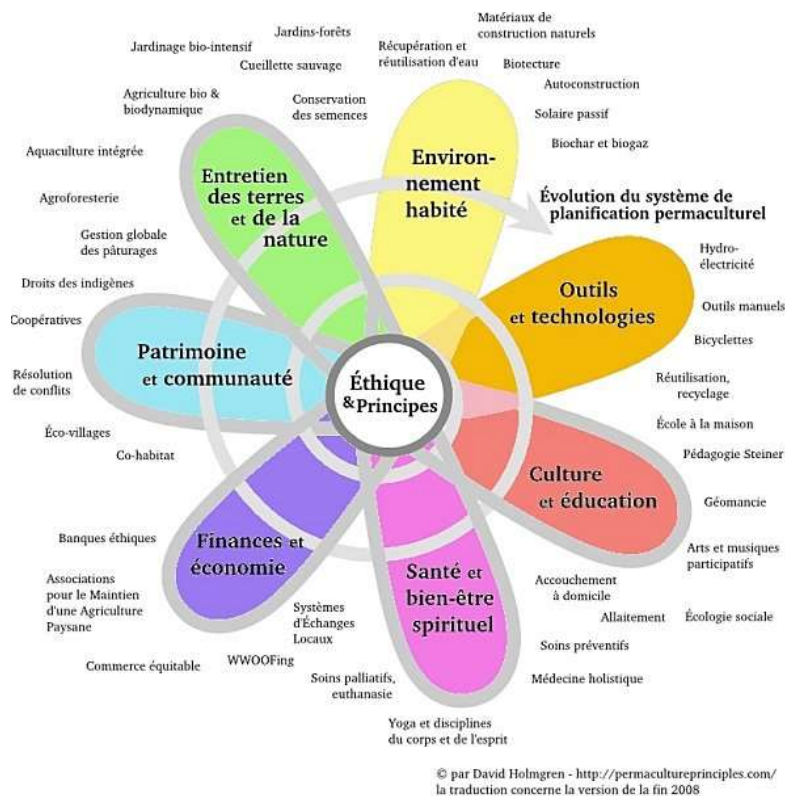 Matériaux de
construction naturels
Jardins-forêts
Jardinage bio-intensif
Récupération et
réutilisation d'eau
Cueillette sauvage
Biotecture
Autoconstruction
Agriculture bio &
biodynamique
Conservation
des semences
Solaire passif
Biochar et biogaz
Aquaculture intégrée
Environ-
nement
habité
Entretien
des terres
et de la
nature
Agroforesterie
Évolution du système de
planification permaculturel
Gestion globale
des pâturages
Hydro-
électricité
Droits des indigènes
Outils
et technologies
Outils manuels
Coopératives
Bicyclettes
Patrimoine
et communauté
Résolution
de conflits
Éthique
& Principes
Réutilisation,
recyclage
École à la maison
Éco-villages
Co-habitat
Pédagogie Steiner
Culture
et éducation
Géomancie
Banques éthiques
Finances et
économie
Arts et musiques
participatifs
Associations
pour le Maintien
d'une Agriculture
Paysane
Santé et
bien-être
spirituel
Accouchement
à domicile
Systèmes
d'Échanges
Locaux
Allaitement
Écologie sociale
Soins préventifs
WWOOFing
Commerce équitable
Soins palliatifs,
euthanasie
Médecine holistique
Yoga et disciplines
du corps et de l'esprit
© par David Holmgren - http://permacultureprinciples.com/
la traduction concerne la version de la fin 2008